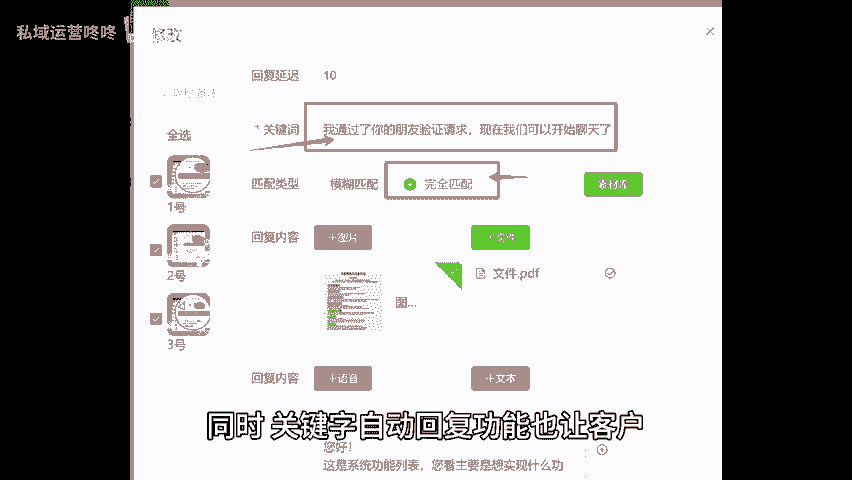 私域运营咚咚
修改
回复延迟 10
全选
* 关键词 我通过了你的朋友验证请求，现在我们可以开始聊天了
匹配类型 模糊匹配 完全匹配 素材库
1号
回复内容 +图片 +文件
2号
文件.pdf
图...
3号
回复内容 +语音 +文本
同时 关键字自动回复功能也让客户
您好！
这是系统功能列表，您看主要是想实现什么功